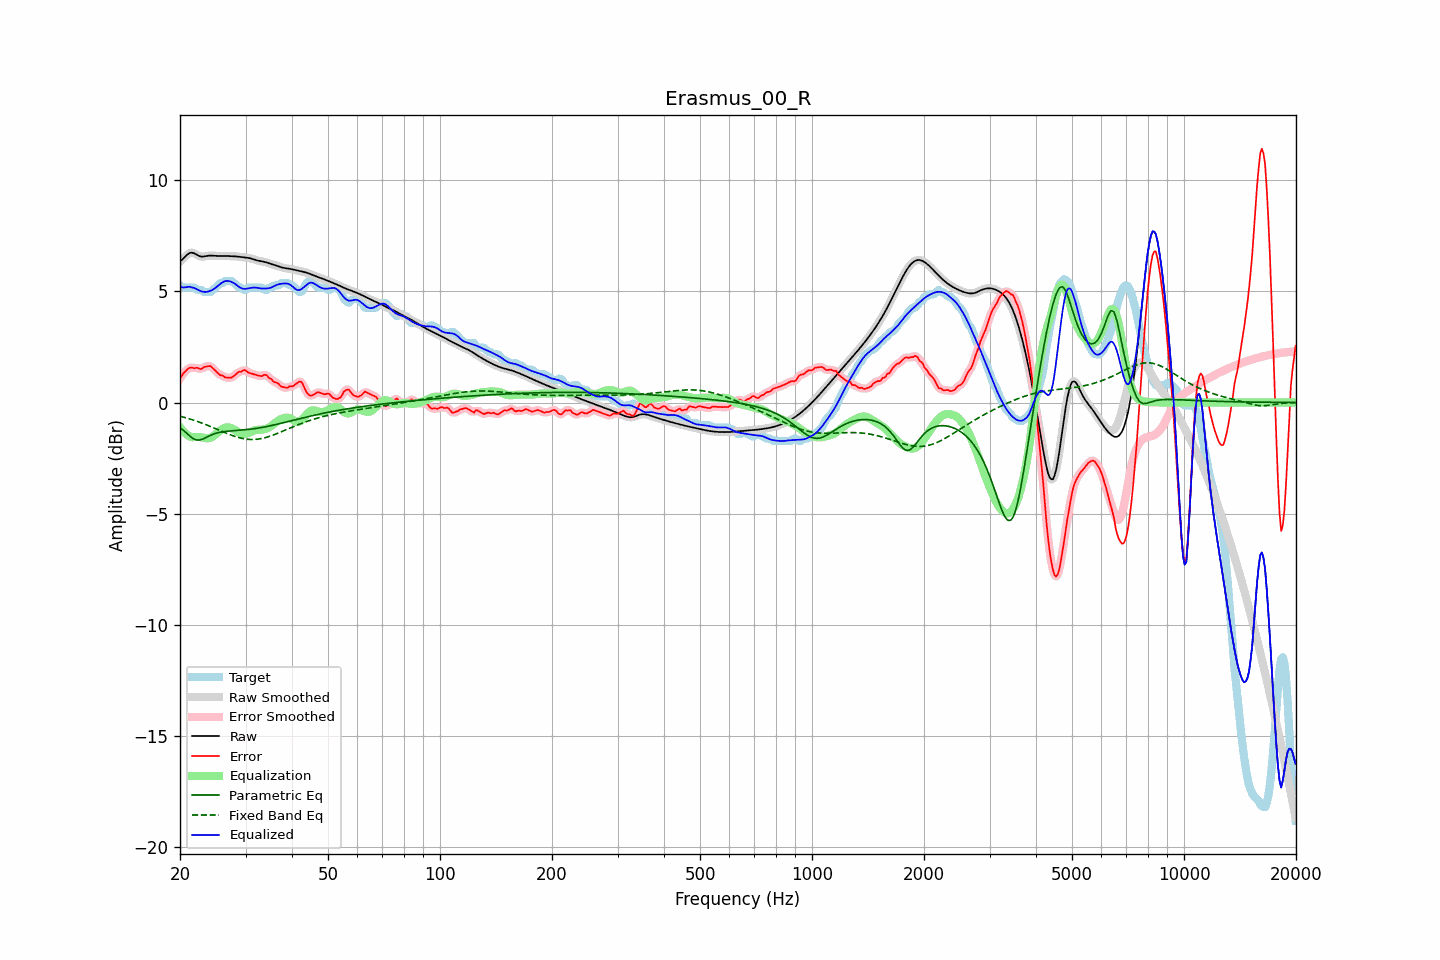 Erasmus_00_R
Amplitude (dBr)
10
5
0
−5
−10
−15
−20
Target
Raw Smoothed
Error Smoothed
Raw
Error
Equalization
Parametric Eq
Fixed Band Eq
Equalized
20 50 100 200 500 1000 2000 5000 10000 20000
Frequency (Hz)